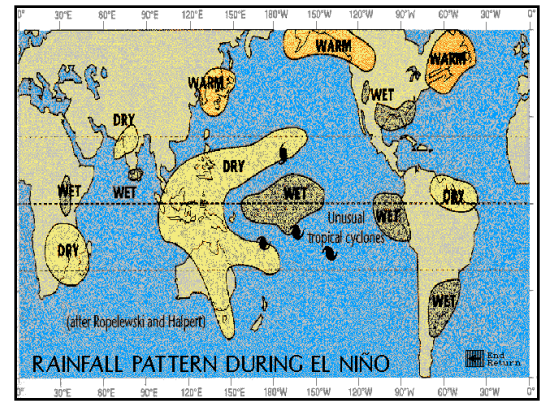 0° 30°E 60°E 90°E 120°E 150°E 180°W 150°W 120°W 90°W 60°W 30°W 0°
WARM
WARM
WARM
WET
DRY
DRY
WET
WET
WET
WET
DRY
DRY
Unusual
tropical cyclones
WET
(after Ropelewski and Halpert)
RAINFALL PATTERN DURING EL NIÑO
End
Return
0° 30°E 60°E 90°E 120°E 150°E 180°W 150°W 120°W 90°W 60°W 30°W 0°